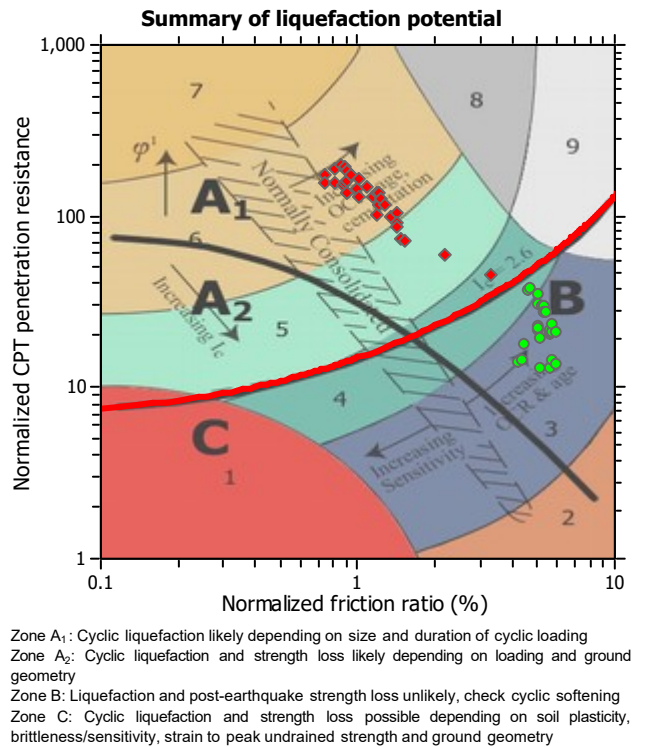 Summary of liquefaction potential
Normalized CPT penetration resistance
1,000
100
10
1
7
8
9
φ'
A1
Increasing
OCR, age,
cementation
Normally Consolidated
6
A2
Increasing Ic
5
Ic = 2.6
B
4
Increasing
OCR & age
C
1
Increasing
Sensitivity
3
2
0.1
1
10
Normalized friction ratio (%)
Zone A1: Cyclic liquefaction likely depending on size and duration of cyclic loading
Zone A2: Cyclic liquefaction and strength loss likely depending on loading and ground
geometry
Zone B: Liquefaction and post-earthquake strength loss unlikely, check cyclic softening
Zone C: Cyclic liquefaction and strength loss possible depending on soil plasticity,
brittleness/sensitivity, strain to peak undrained strength and ground geometry